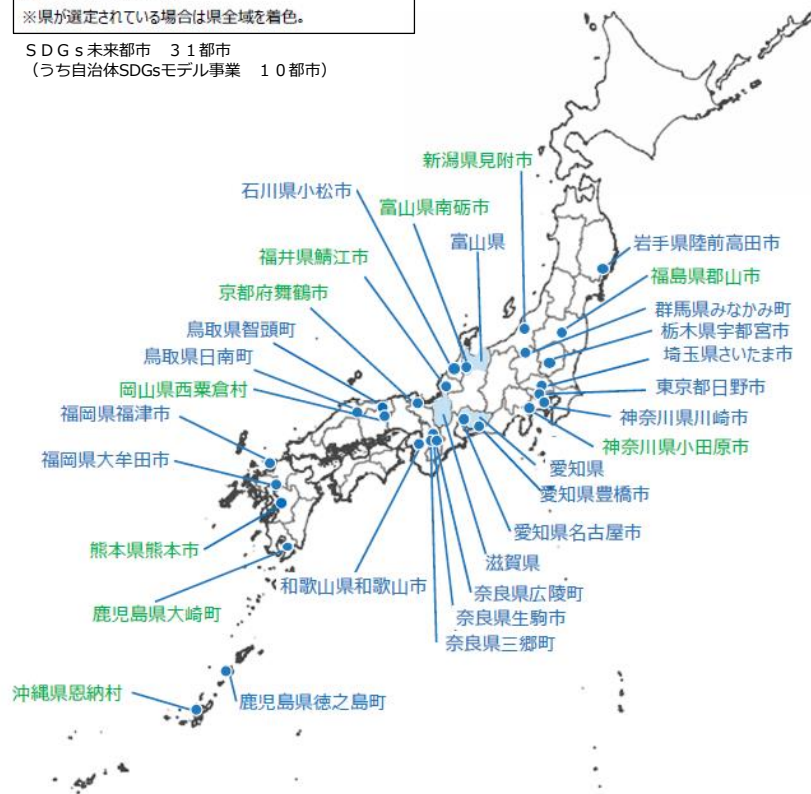 ※県が選定されている場合は県全域を着色。
ＳＤＧｓ未来都市　３１都市
（うち自治体SDGsモデル事業　１０都市）
新潟県見附市
石川県小松市
富山県南砺市
富山県
岩手県陸前高田市
福井県鯖江市
福島県郡山市
京都府舞鶴市
群馬県みなかみ町
鳥取県智頭町
栃木県宇都宮市
鳥取県日南町
埼玉県さいたま市
岡山県西粟倉村
東京都日野市
福岡県福津市
神奈川県川崎市
神奈川県小田原市
福岡県大牟田市
愛知県
愛知県豊橋市
愛知県名古屋市
熊本県熊本市
滋賀県
和歌山県和歌山市
奈良県広陵町
鹿児島県大崎町
奈良県生駒市
奈良県三郷町
沖縄県恩納村
鹿児島県徳之島町